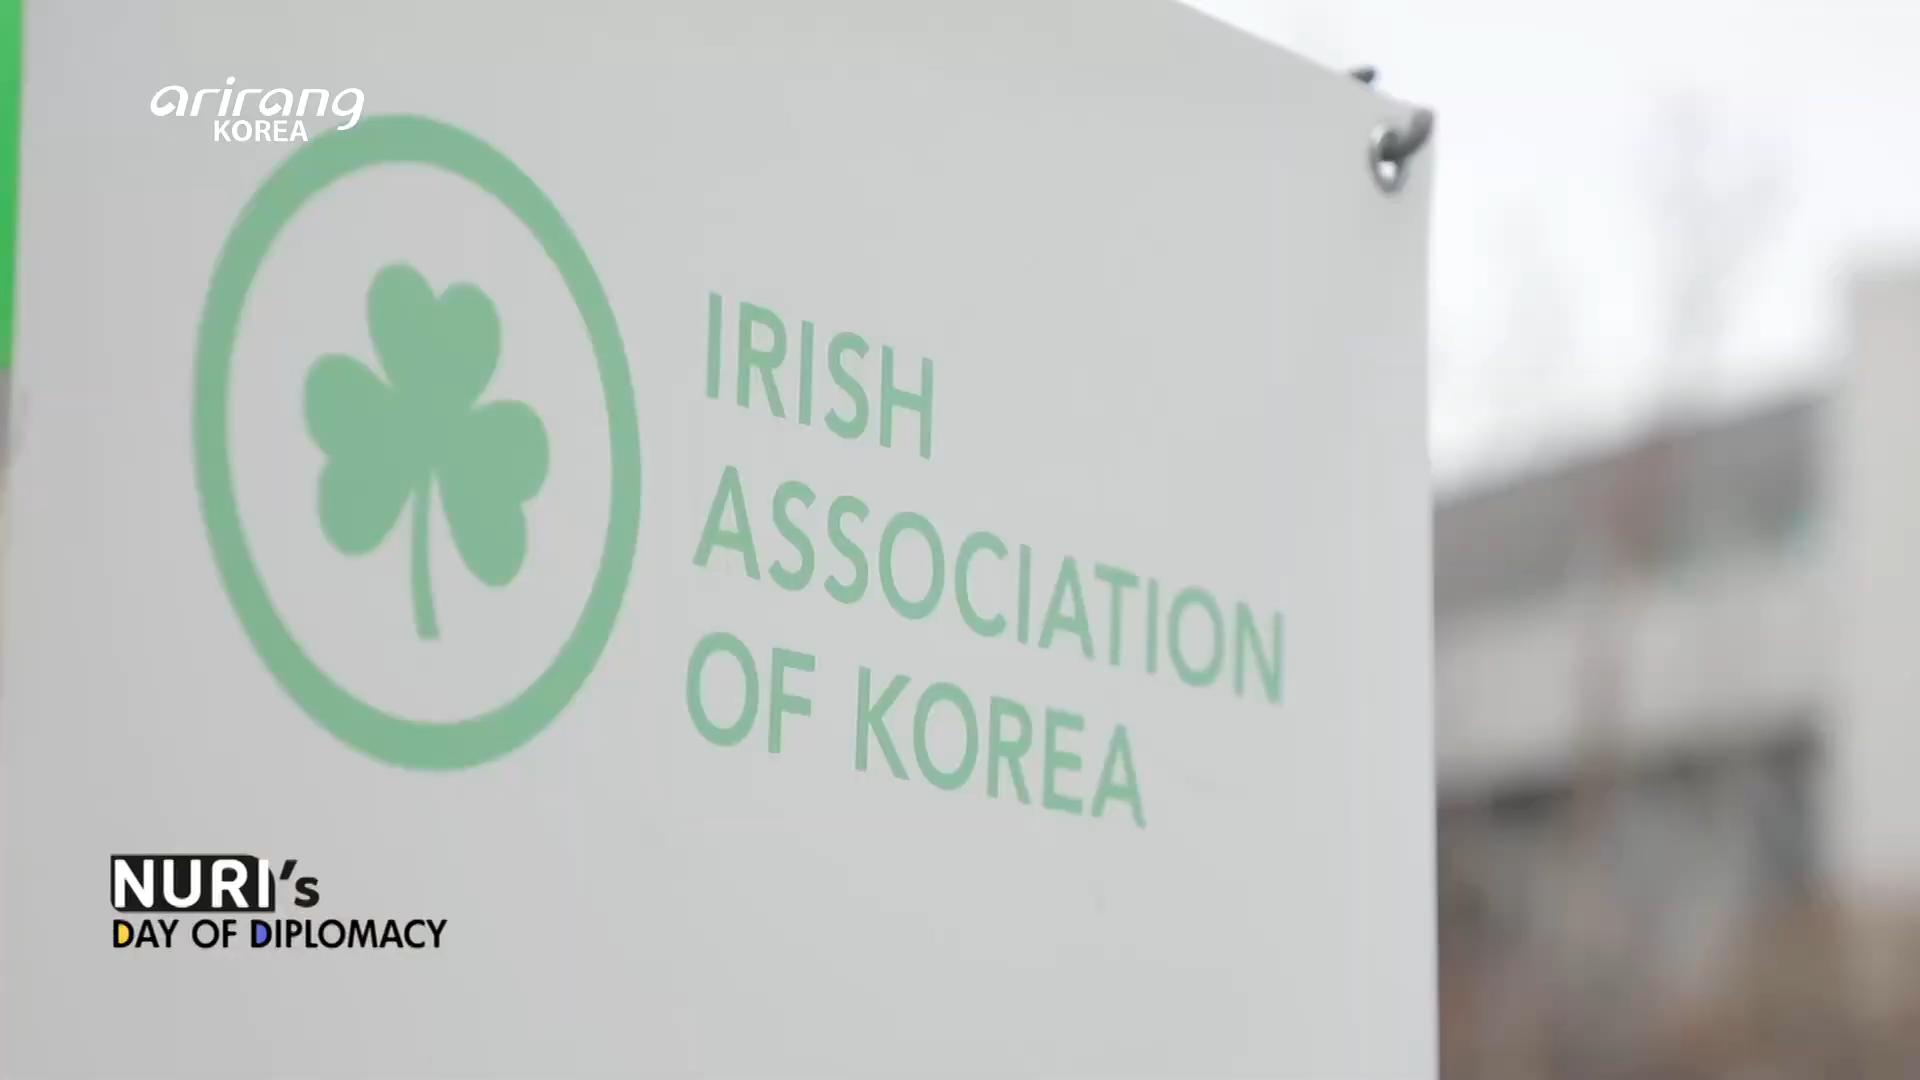 arirang
KOREA
IRISH
ASSOCIATION
OF KOREA
NURI's
DAY OF DIPLOMACY